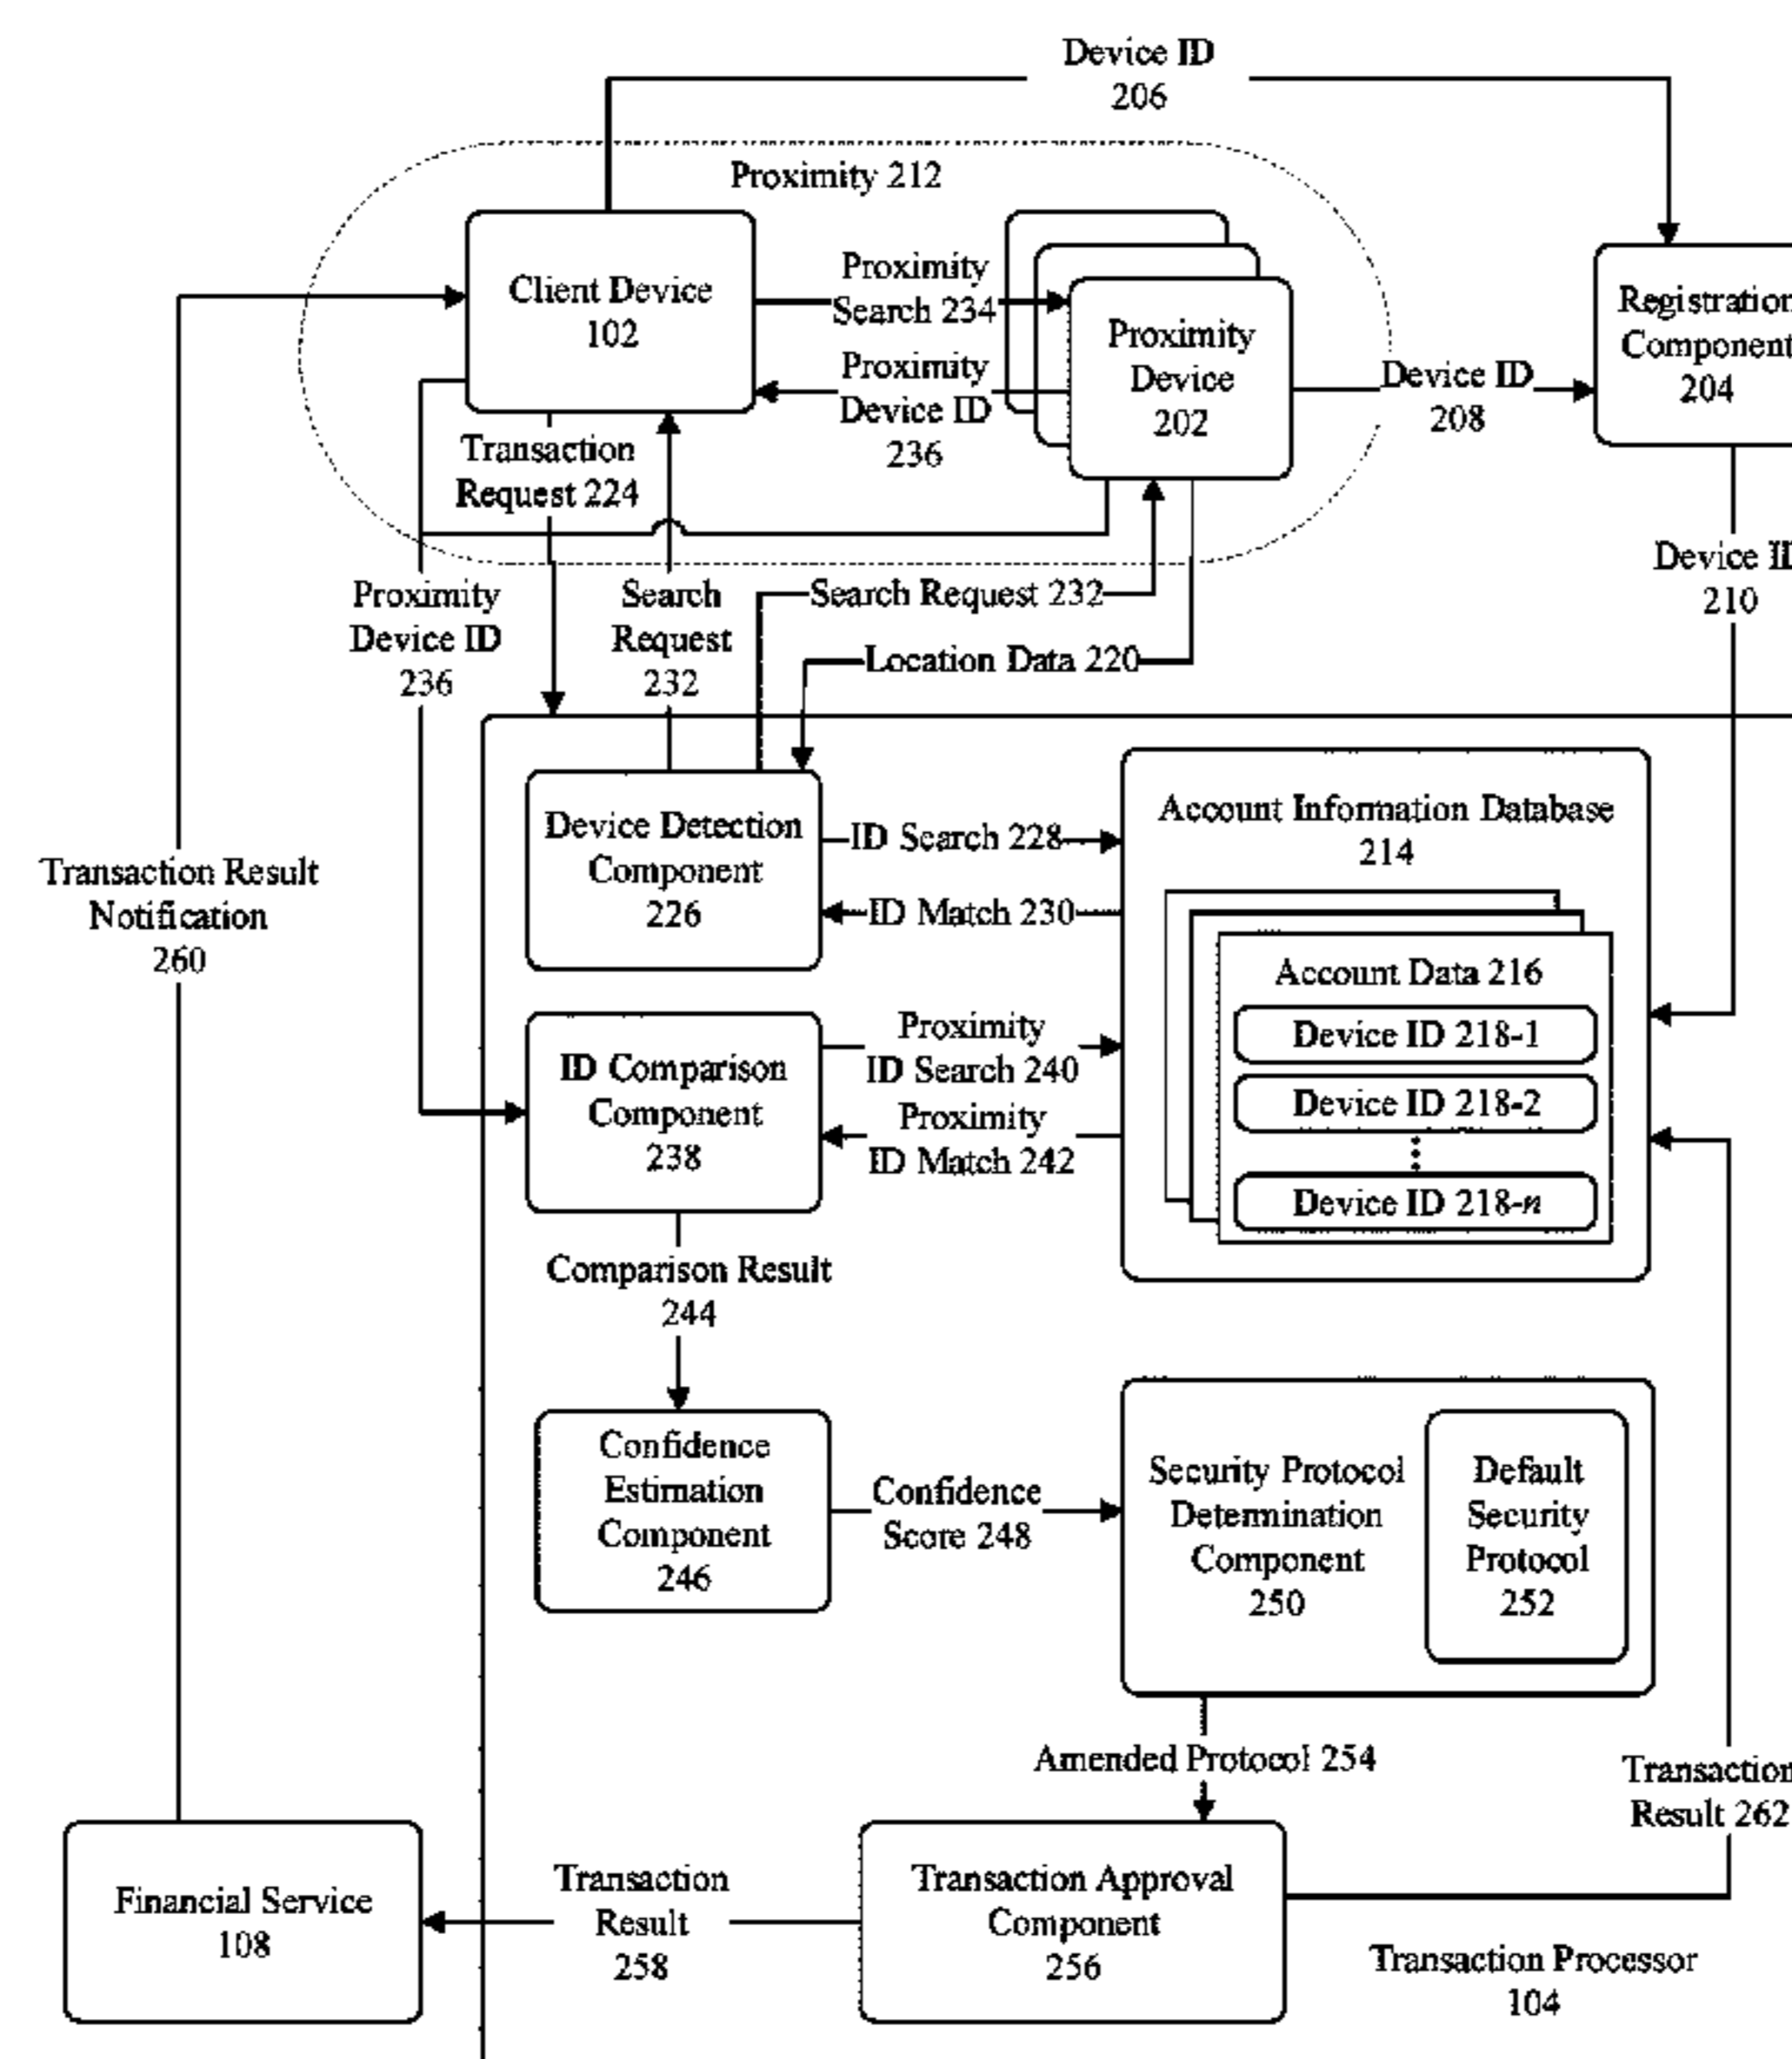 Device ID
206
Proximity 212
Client Device
102
Proximity
Search 234
Proximity
Device ID
236
Proximity
Device
202
Device ID
208
Registration
Component
204
Transaction
Request 224
Device ID
210
Proximity
Device ID
236
Search
Request
232
Search Request 232
Location Data 220
Device Detection
Component
226
ID Search 228
ID Match 230
Account Information Database
214
Account Data 216
Device ID 218-1
Device ID 218-2
Device ID 218-n
Transaction Result
Notification
260
ID Comparison
Component
238
Proximity
ID Search 240
Proximity
ID Match 242
Comparison Result
244
Confidence
Estimation
Component
246
Confidence
Score 248
Security Protocol
Determination
Component
250
Default
Security
Protocol
252
Amended Protocol 254
Transaction
Result 262
Financial Service
108
Transaction
Result
258
Transaction Approval
Component
256
Transaction Processor
104